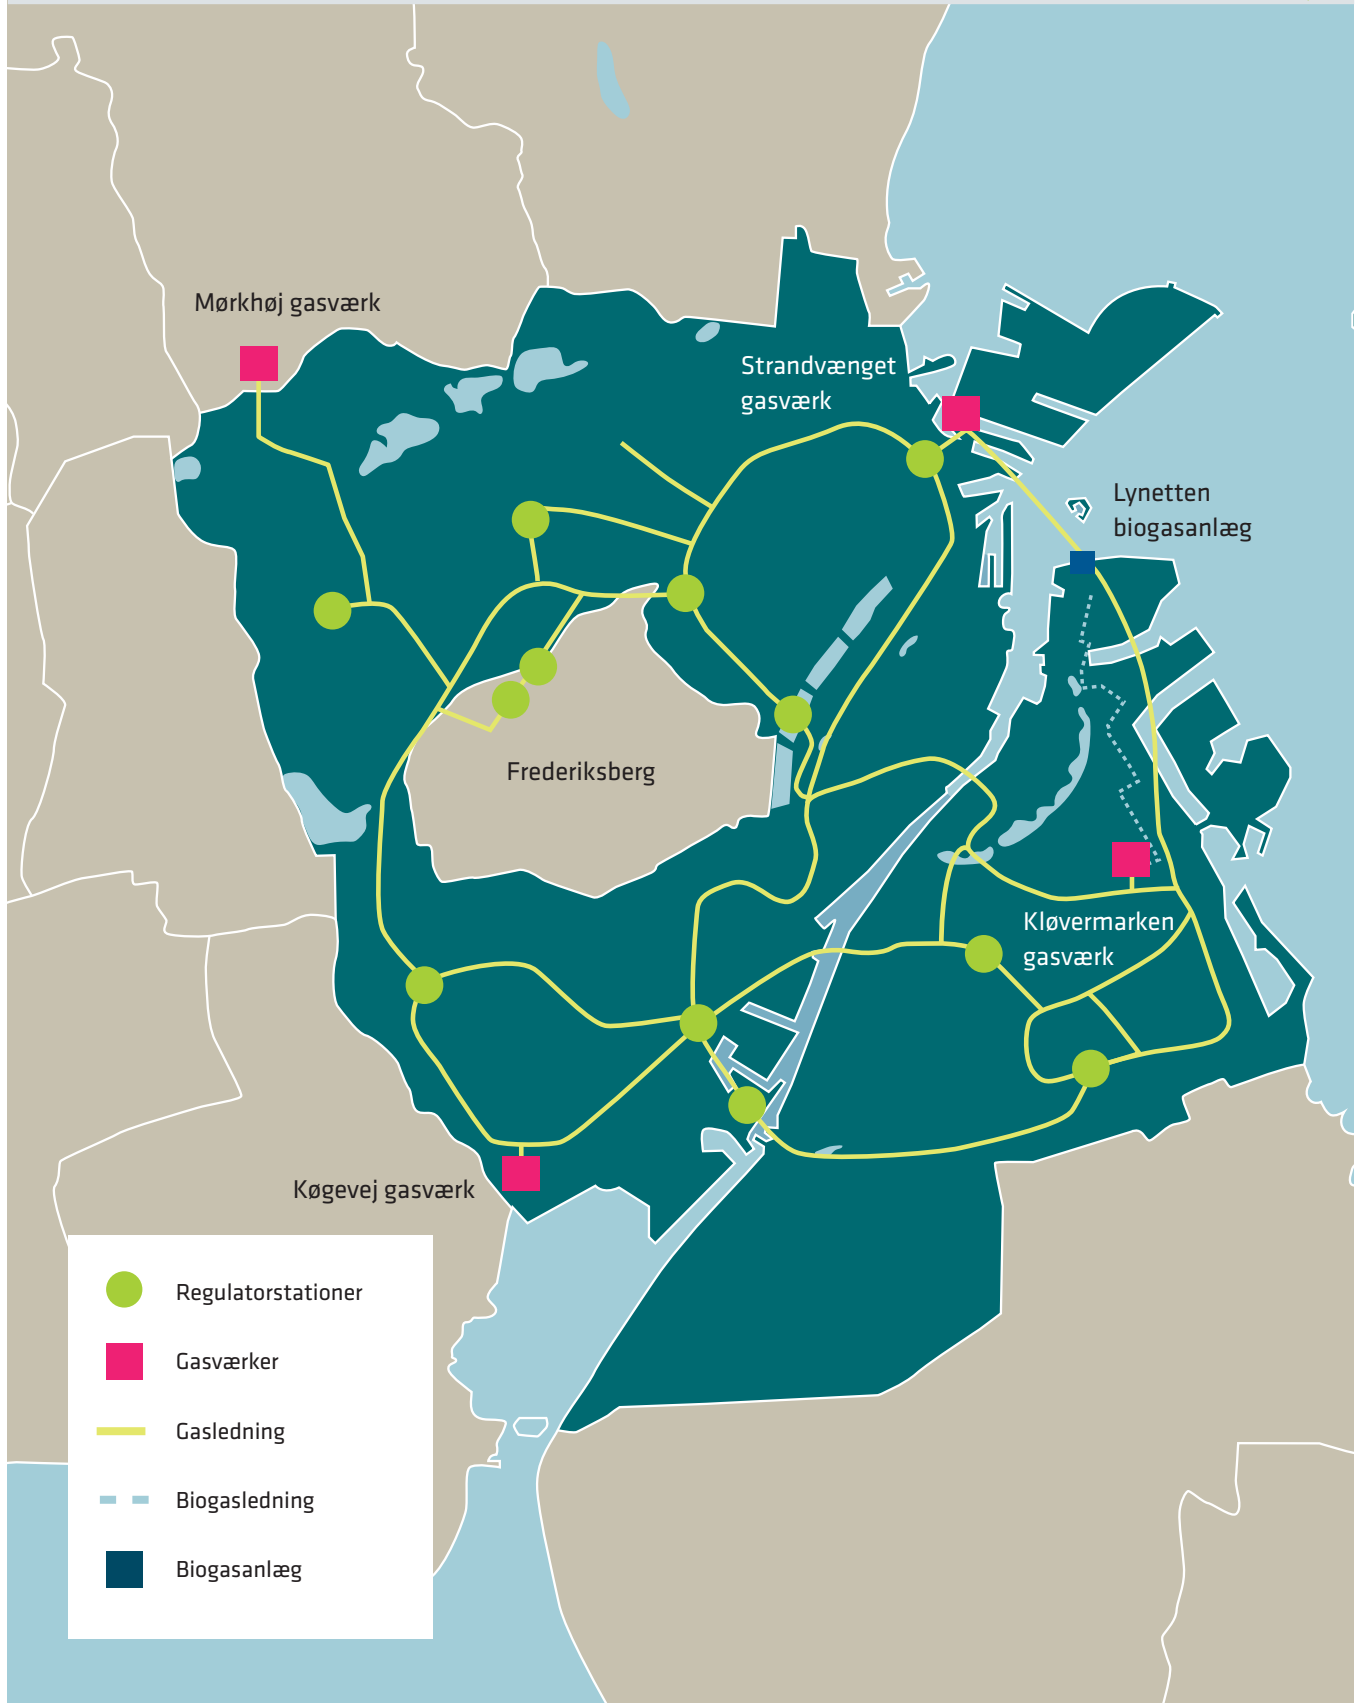 Mørkhøj gasværk
Strandvænget
gasværk
Lynetten
biogasanlæg
Frederiksberg
Kløvermarken
gasværk
Køgevej gasværk
Regulatorstationer
Gasværker
Gasledning
Biogasledning
Biogasanlæg